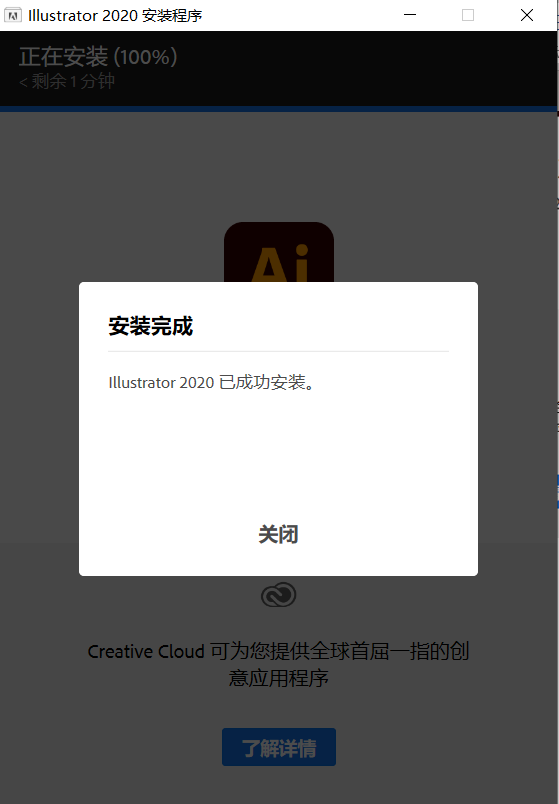 Illustrator 2020 安装程序
正在安装 (100%)
< 剩余 1 分钟
Ai
安装完成
Illustrator 2020 已成功安装。
关闭
Creative Cloud 可为您提供全球首屈一指的创
意应用程序
了解详情